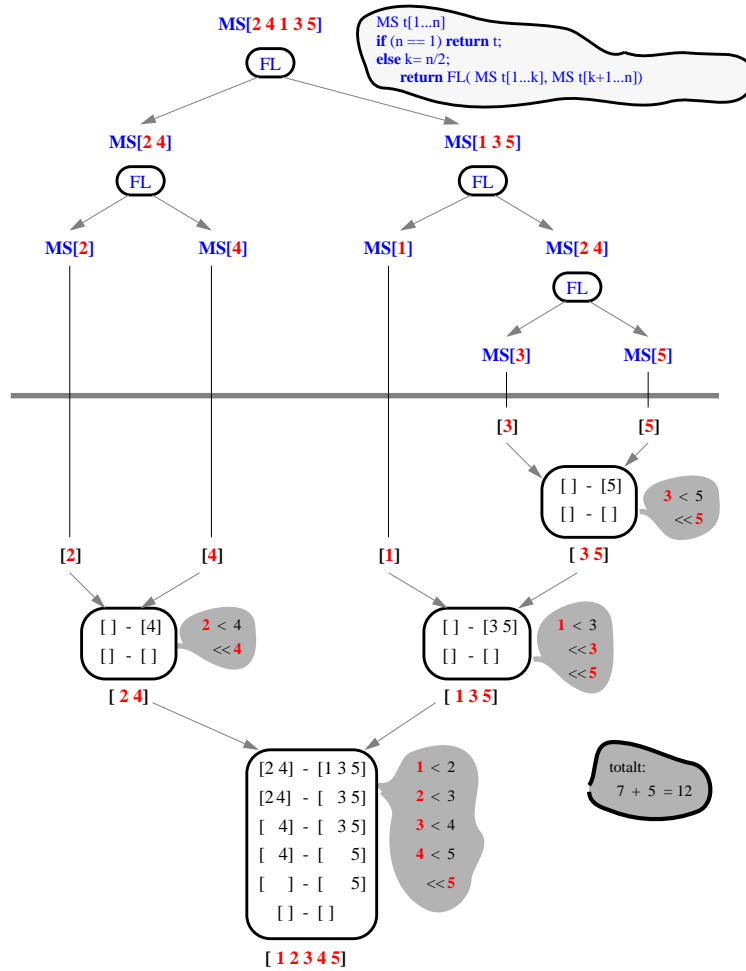 MS[2 4 1 3 5]
MS t[1...n]
if (n == 1) return t;
else k= n/2;
return FL( MS t[1...k], MS t[k+1...n])
FL
MS[2 4]
MS[1 3 5]
FL
FL
MS[2]
MS[4]
MS[1]
MS[2 4]
FL
MS[3]
MS[5]
[3]
[5]
[ ] - [5]
[ ] - [ ]
3 < 5
<< 5
[2]
[4]
[1]
[ 3 5]
[ ] - [4]
[ ] - [ ]
2 < 4
<< 4
[ ] - [3 5]
[ ] - [ ]
1 < 3
<< 3
<< 5
[ 2 4]
[ 1 3 5]
[2 4] - [1 3 5]
[2 4] - [ 3 5]
[ 4] - [ 3 5]
[ 4] - [ 5]
[ ] - [ 5]
[ ] - [ ]
1 < 2
2 < 3
3 < 4
4 < 5
<< 5
totalt:
7 + 5 = 12
[ 1 2 3 4 5]